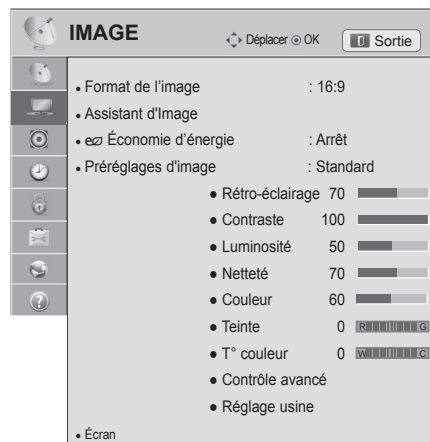 IMAGE Déplacer OK Sortie
• Format de l'image : 16:9
• Assistant d'Image
• Économie d'énergie : Arrêt
• Préréglages d'image : Standard
● Rétro-éclairage 70
● Contraste 100
● Luminosité 50
● Netteté 70
● Couleur 60
● Teinte 0 R G
● T° couleur 0 W C
● Contrôle avancé
● Réglage usine
• Écran